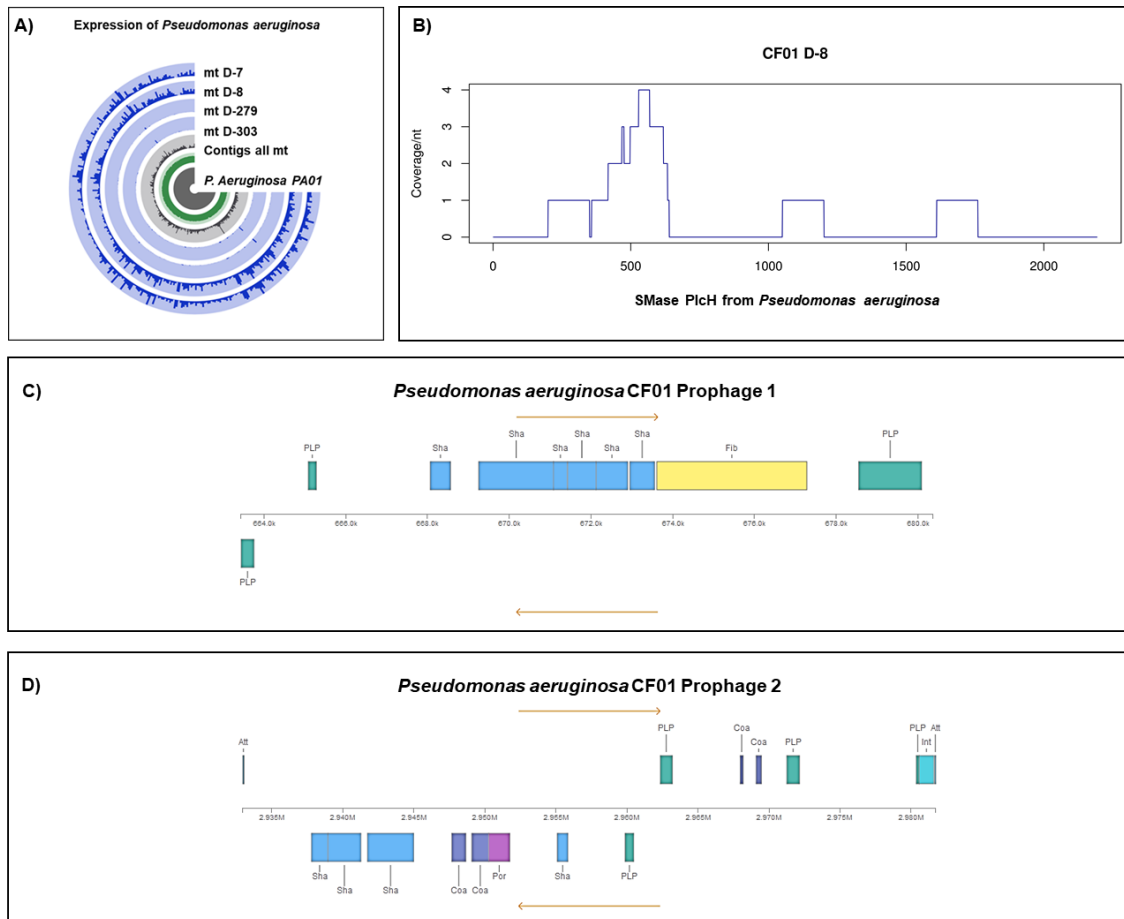 A)
Expression of Pseudomonas aeruginosa
mt D-7
mt D-8
mt D-279
mt D-303
Contigs all mt
P. Aeruginosa PA01
B)
CF01 D-8
Coverage/nt
4
3
2
1
0
0 500 1000 1500 2000
SMase PlcH from Pseudomonas aeruginosa
C)
Pseudomonas aeruginosa CF01 Prophage 1
Sha Sha Sha
PLP Sha Sha Sha Fib PLP
664.0k 666.0k 668.0k 670.0k 672.0k 674.0k 676.0k 678.0k 680.0k
PLP
D)
Pseudomonas aeruginosa CF01 Prophage 2
PLP Coa PLP Att
Att Coa PLP Int
2.935M 2.940M 2.945M 2.950M 2.955M 2.960M 2.965M 2.970M 2.975M 2.980M
Sha Por Sha PLP
Sha Sha Coa Coa